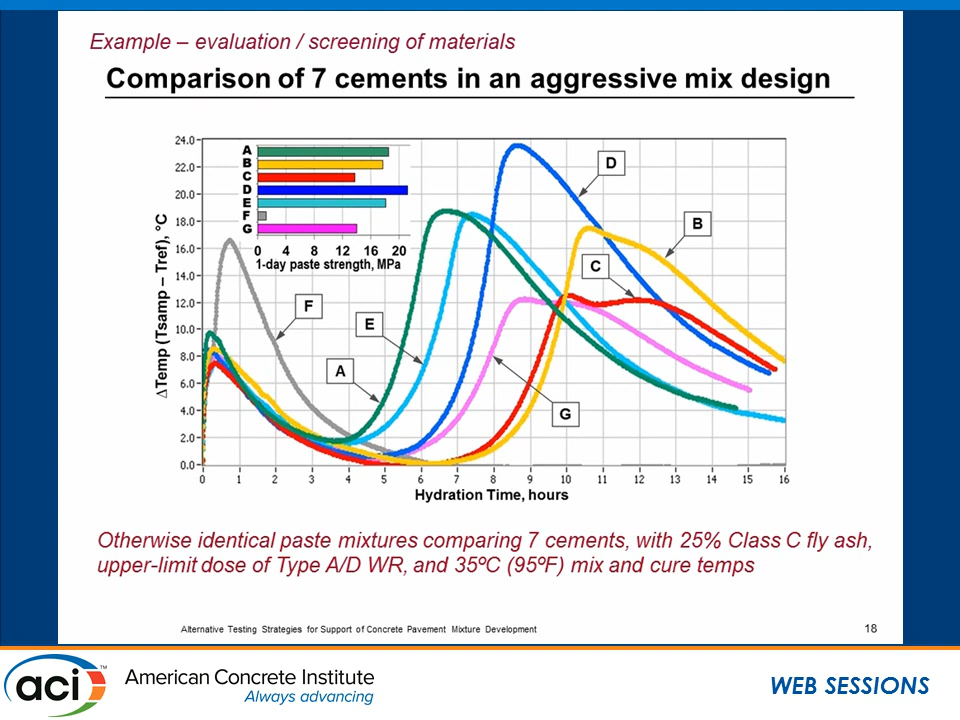 Example – evaluation / screening of materials
Comparison of 7 cements in an aggressive mix design
24.0
22.0
20.0
18.0
16.0
14.0
12.0
10.0
8.0
6.0
4.0
2.0
0.0
ΔTemp (Tsamp – Tref), °C
A
B
C
D
E
F
G
0 4 8 12 16 20
1-day paste strength, MPa
D
B
C
F
E
A
G
0 1 2 3 4 5 6 7 8 9 10 11 12 13 14 15 16
Hydration Time, hours
Otherwise identical paste mixtures comparing 7 cements, with 25% Class C fly ash,
upper-limit dose of Type A/D WR, and 35ºC (95ºF) mix and cure temps
Alternative Testing Strategies for Support of Concrete Pavement Mixture Development 18
aci ™
American Concrete Institute
Always advancing
WEB SESSIONS